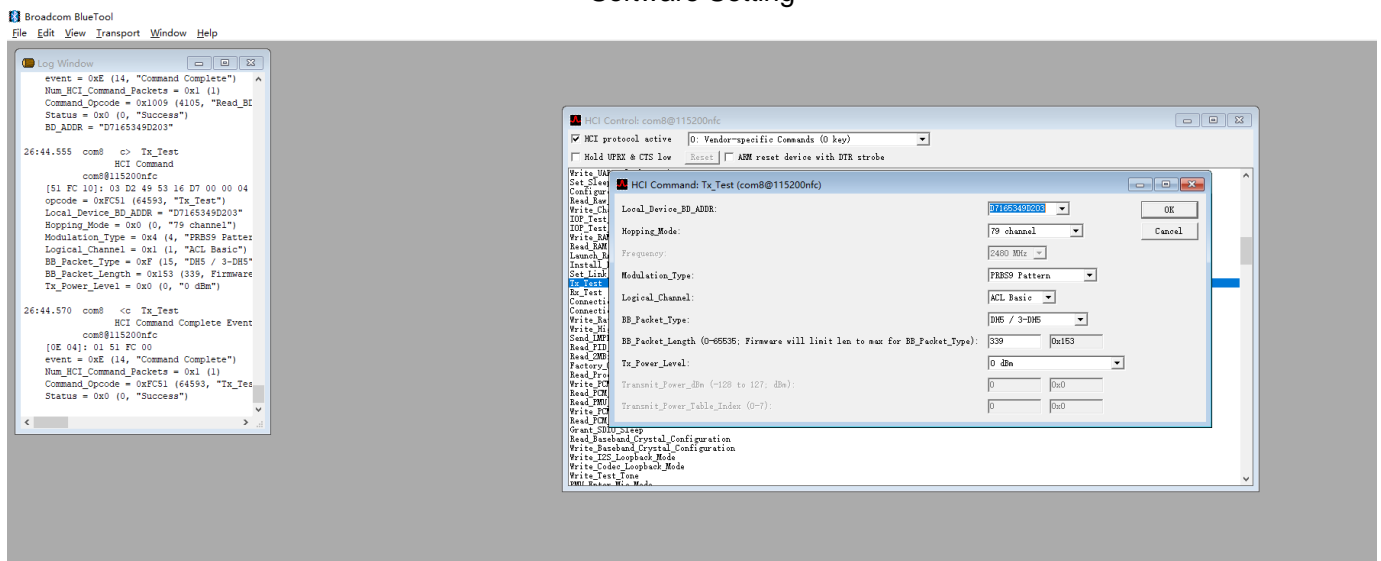 Software Setting
Broadcom BlueTool
File Edit View Transport Window Help
Log Window
event = 0xE (14, "Command Complete")
Num_HCI_Command_Packets = 0x1 (1)
Command_Opcode = 0x1009 (4105, "Read_BD
Status = 0x0 (0, "Success")
BD_ADDR = "D7165349D203"
26:44.555 com8 c> Tx_Test
HCI Command
com8@115200nfc
[51 FC 10]: 03 D2 49 53 16 D7 00 00 04
opcode = 0xFC51 (64593, "Tx_Test")
Local_Device_BD_ADDR = "D7165349D203"
Hopping_Mode = 0x0 (0, "79 channel")
Modulation_Type = 0x4 (4, "PRBS9 Patter
Logical_Channel = 0x1 (1, "ACL Basic")
BB_Packet_Type = 0xF (15, "DH5 / 3-DH5"
BB_Packet_Length = 0x153 (339, Firmware
Tx_Power_Level = 0x0 (0, "0 dBm")
26:44.570 com8 <c Tx_Test
HCI Command Complete Event
com8@115200nfc
[0E 04]: 01 51 FC 00
event = 0xE (14, "Command Complete")
Num_HCI_Command_Packets = 0x1 (1)
Command_Opcode = 0xFC51 (64593, "Tx_Tes
Status = 0x0 (0, "Success")
HCI Control: com8@115200nfc
HCI protocol active 0: Vendor-specific Commands (0 key)
Hold UPRX & CTS low Reset ARM reset device with DTR strobe
HCI Command: Tx_Test (com8@115200nfc)
Local_Device_BD_ADDR: D7165349D203 OK
Hopping_Mode: 79 channel Cancel
Frequency: 2480 MHz
Modulation_Type: PRBS9 Pattern
Logical_Channel: ACL Basic
BB_Packet_Type: DH5 / 3-DH5
BB_Packet_Length (0-65535; Firmware will limit len to max for BB_Packet_Type): 339 0x153
Tx_Power_Level: 0 dBm
Transmit_Power_dBm (-128 to 127; dBm): 0 0x0
Transmit_Power_Table_Index (0-7): 0 0x0
Tx_Test
Rx_Test
Grant_SDIO_Sleep
Read_Baseband_Crystal_Configuration
Write_Baseband_Crystal_Configuration
Write_I2S_Loopback_Mode
Write_Codec_Loopback_Mode
Write_Test_Tone